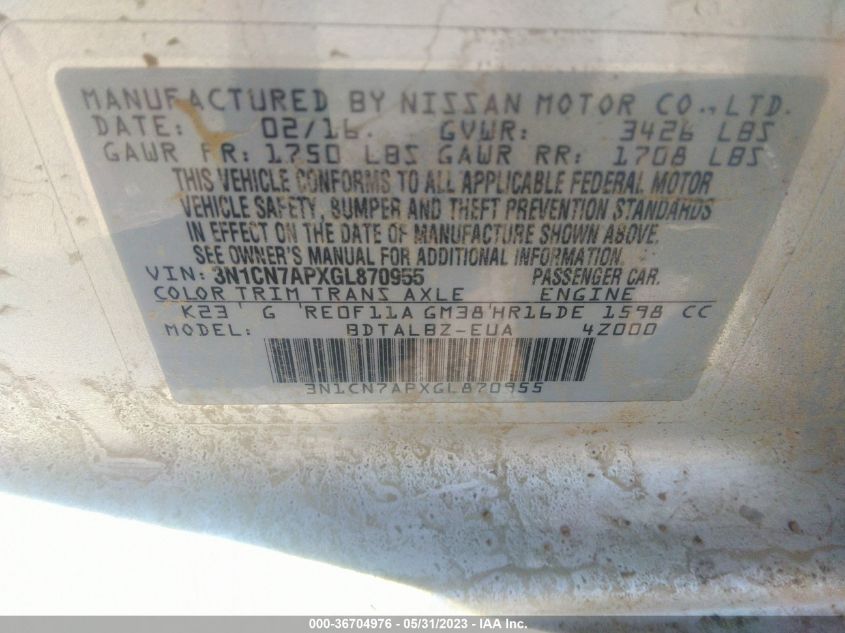 MANUFACTURED BY NISSAN MOTOR CO., LTD.
DATE: 02/16. GVWR: 3426 LBS
GAWR FR: 1750 LBS GAWR RR: 1708 LBS
THIS VEHICLE CONFORMS TO ALL APPLICABLE FEDERAL MOTOR
VEHICLE SAFETY, BUMPER AND THEFT PREVENTION STANDARDS
IN EFFECT ON THE DATE OF MANUFACTURE SHOWN ABOVE.
SEE OWNER'S MANUAL FOR ADDITIONAL INFORMATION
VIN: 3N1CN7APXGL870955 PASSENGER CAR.
COLOR TRIM TRANS AXLE ENGINE
K23 G RE0F11A GM38 HR16DE 1598 CC
MODEL: BDTALBZ-EUA 4Z000
3N1CN7APXGL870955
000-36704976 - 05/31/2023 - IAA Inc.